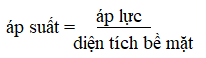 áp suất = áp lực / diện tích bề mặt